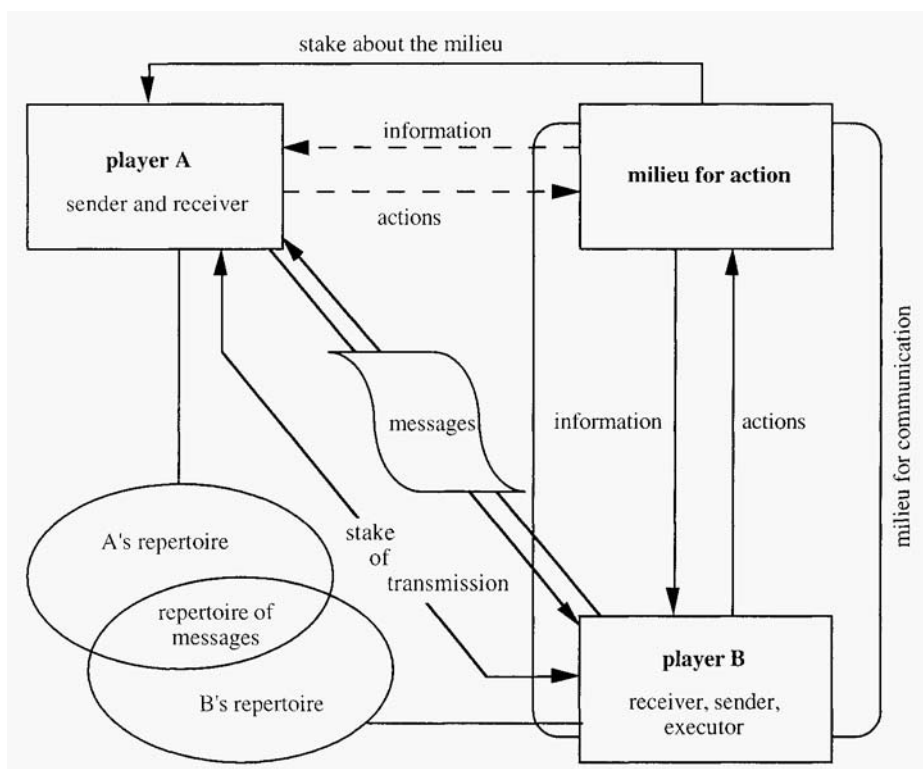 stake about the milieu
player A
sender and receiver
information
actions
milieu for action
messages
information
actions
milieu for communication
A's repertoire
repertoire of
messages
B's repertoire
stake
of
transmission
player B
receiver, sender,
executor